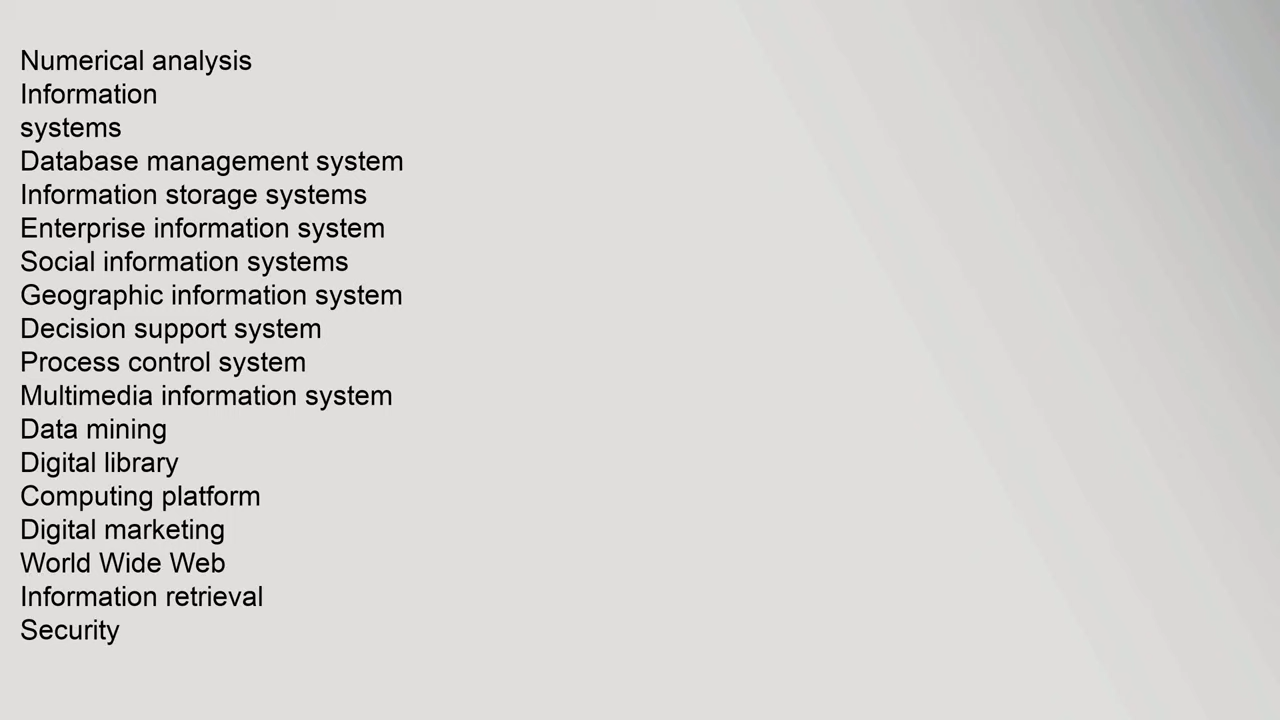 Numerical analysis
Information
systems
Database management system
Information storage systems
Enterprise information system
Social information systems
Geographic information system
Decision support system
Process control system
Multimedia information system
Data mining
Digital library
Computing platform
Digital marketing
World Wide Web
Information retrieval
Security